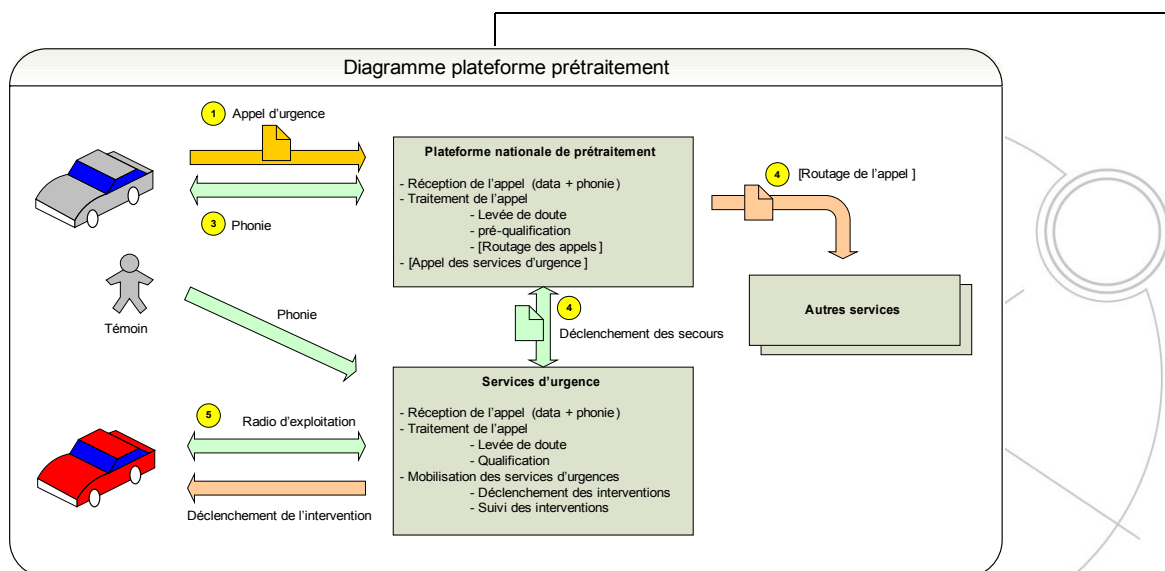 Diagramme plateforme prétraitement
1 Appel d'urgence
3 Phonie
Plateforme nationale de prétraitement
- Réception de l'appel (data + phonie)
- Traitement de l'appel
- Levée de doute
- pré-qualification
- [Routage des appels]
- [Appel des services d'urgence]
4 [Routage de l'appel]
Autres services
Témoin
Phonie
4
Déclenchement des secours
Services d'urgence
- Réception de l'appel (data + phonie)
- Traitement de l'appel
- Levée de doute
- Qualification
- Mobilisation des services d'urgences
- Déclenchement des interventions
- Suivi des interventions
5 Radio d'exploitation
Déclenchement de l'intervention